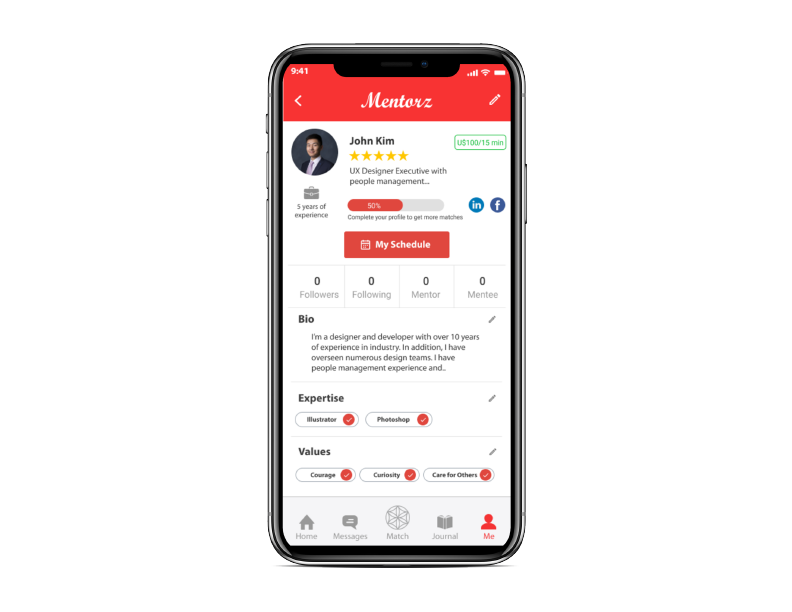 9:41
Mentorz
John Kim
U$100/15 min
UX Designer Executive with
people management...
5 years of
experience
50%
Complete your profile to get more matches
in
f
My Schedule
0
Followers
0
Following
0
Mentor
0
Mentee
Bio
I'm a designer and developer with over 10 years
of experience in industry. In addition, I have
overseen numerous design teams. I have
people management experience and..
Expertise
Illustrator
Photoshop
Values
Courage
Curiosity
Care for Others
Home
Messages
Match
Journal
Me